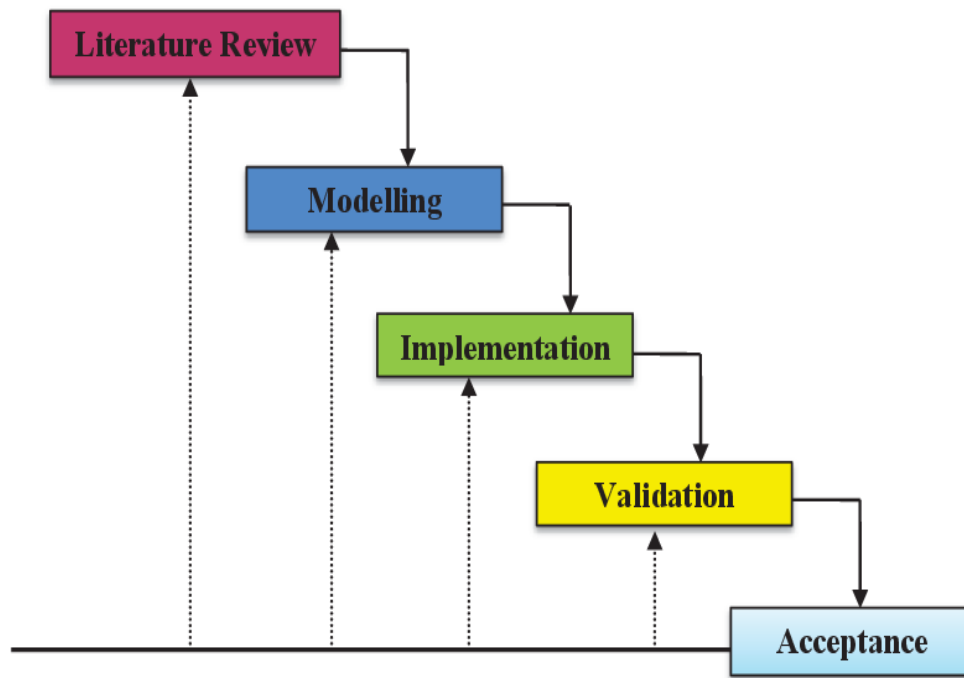 Literature Review
Modelling
Implementation
Validation
Acceptance